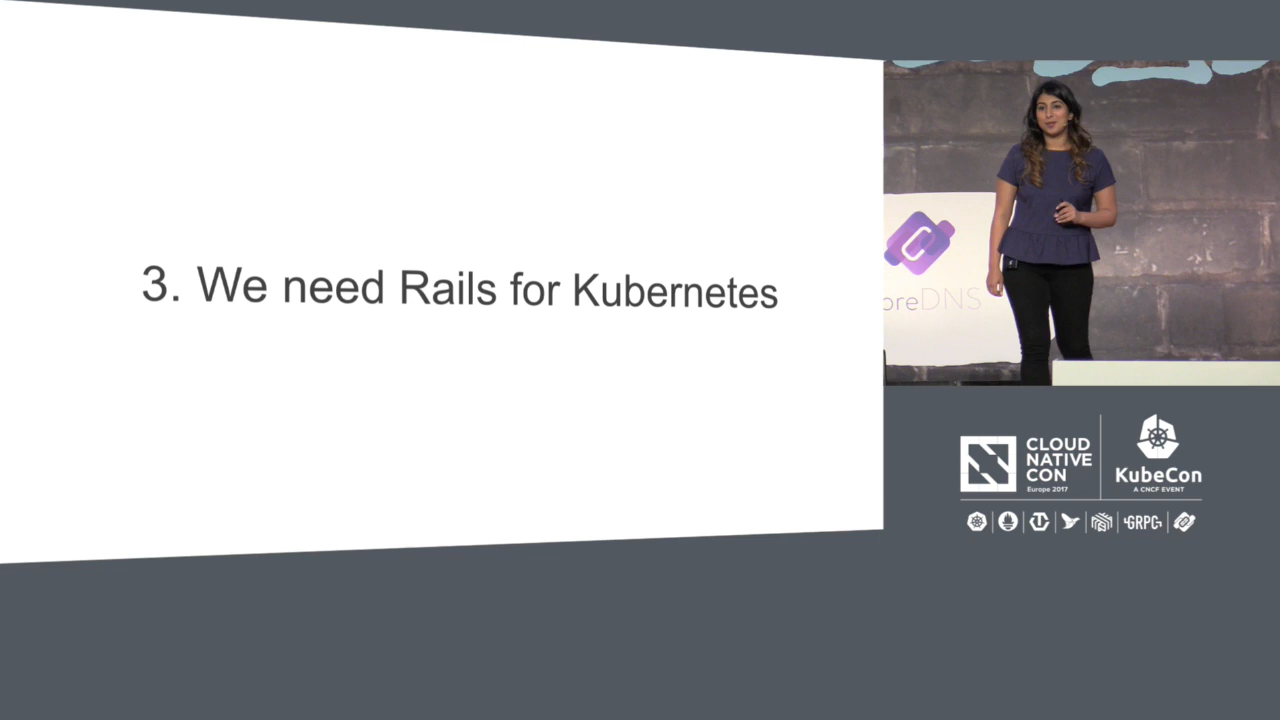 3. We need Rails for Kubernetes
oreDNS
CLOUD
NATIVE
CON
Europe 2017
KubeCon
A CNCF EVENT
GRPC